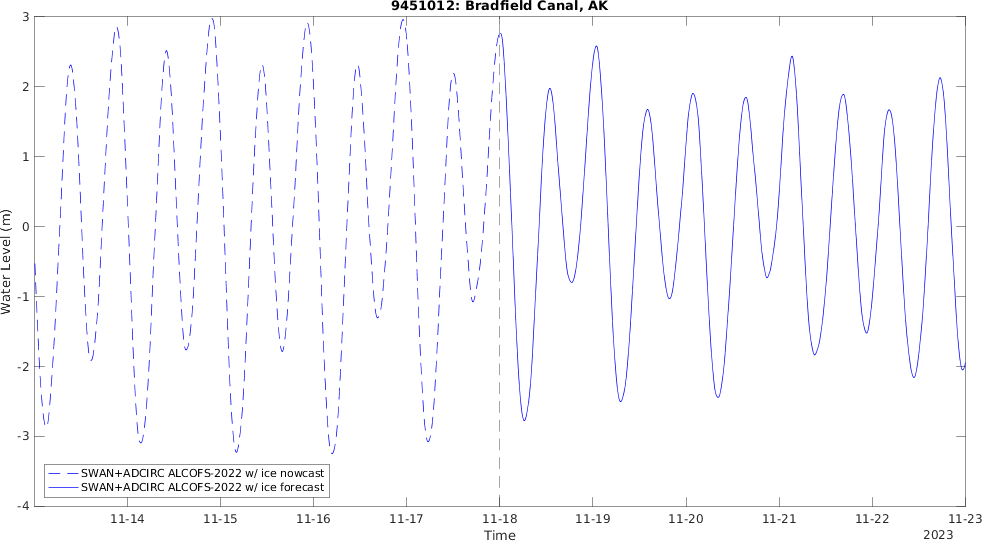 9451012: Bradfield Canal, AK
3
2
1
0
-1
-2
-3
-4
Water Level (m)
SWAN+ADCIRC ALCOFS-2022 w/ ice nowcast
SWAN+ADCIRC ALCOFS-2022 w/ ice forecast
11-14 11-15 11-16 11-17 11-18 11-19 11-20 11-21 11-22 11-23
Time
2023